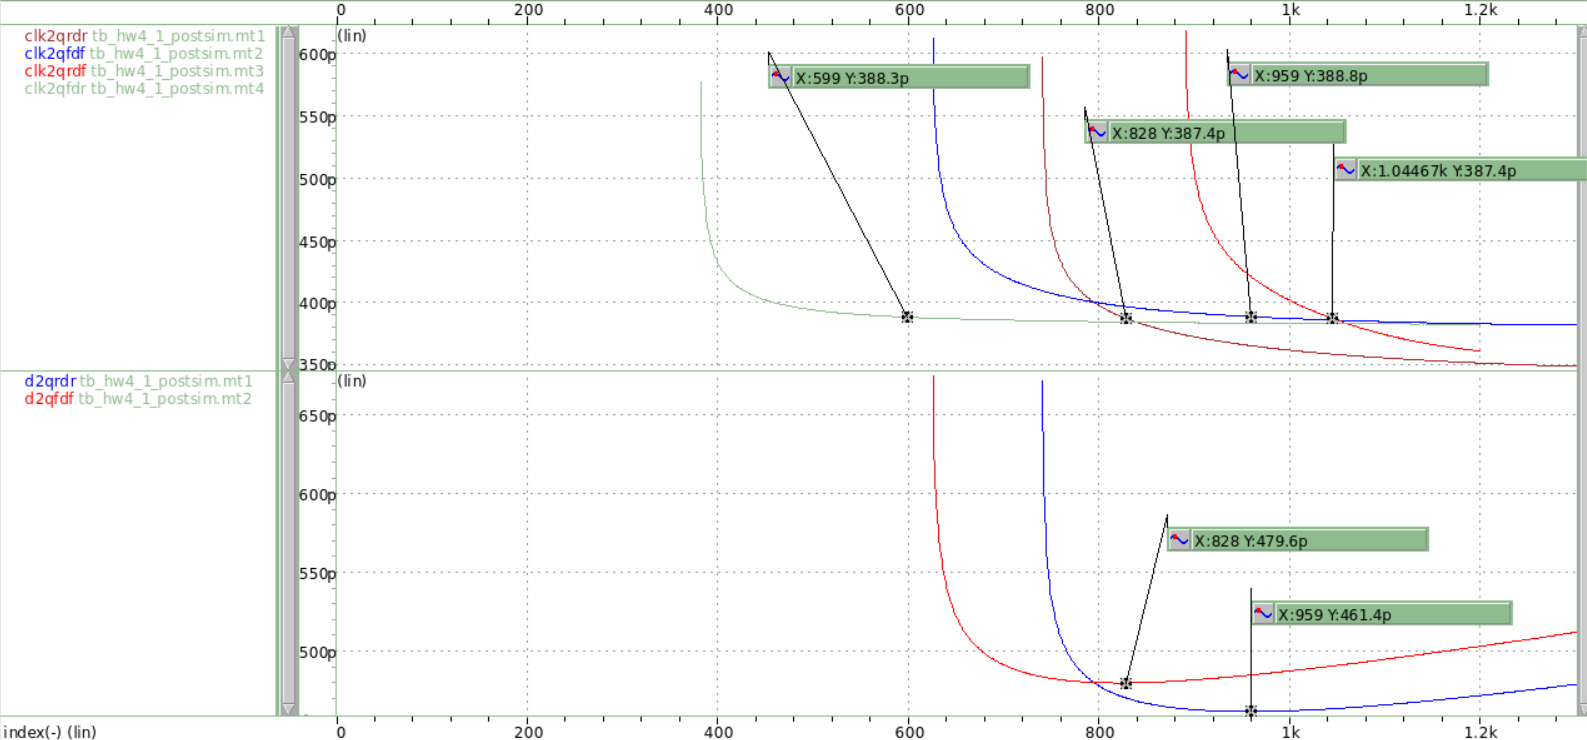 0 200 400 600 800 1k 1.2k
clk2qrdr tb_hw4_1_postsim.mt1
clk2qfdf tb_hw4_1_postsim.mt2
clk2qrdf tb_hw4_1_postsim.mt3
clk2qfdr tb_hw4_1_postsim.mt4
(lin)
600p
550p
500p
450p
400p
350p
X:599 Y:388.3p
X:959 Y:388.8p
X:828 Y:387.4p
X:1.04467k Y:387.4p
d2qrdr tb_hw4_1_postsim.mt1
d2qfdf tb_hw4_1_postsim.mt2
(lin)
650p
600p
550p
500p
X:828 Y:479.6p
X:959 Y:461.4p
index(-) (lin)
0 200 400 600 800 1k 1.2k